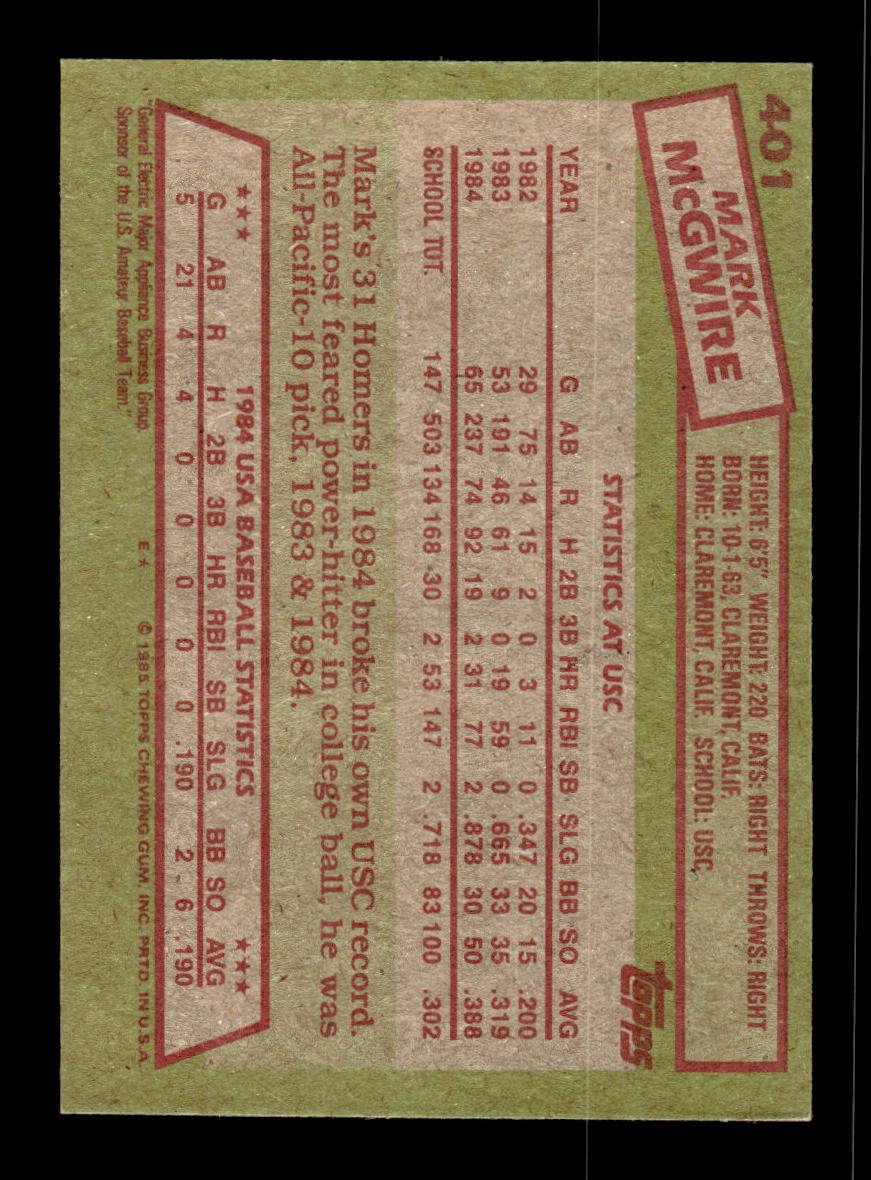 401
MARK
McGWIRE
HEIGHT: 6'5" WEIGHT: 220 BATS: RIGHT THROWS: RIGHT
BORN: 10-1-63, CLAREMONT, CALIF.
HOME: CLAREMONT, CALIF. SCHOOL: USC
topps
STATISTICS AT USC
YEAR G AB R H 2B 3B HR RBI SB SLG BB SO AVG
1982 29 75 14 15 2 0 3 11 0 .347 20 15 .200
1983 53 191 46 61 9 0 19 59 0 .665 33 35 .319
1984 65 237 74 92 19 2 31 77 2 .878 30 50 .388
SCHOOL TOT. 147 503 134 168 30 2 53 147 2 .718 83 100 .302
Mark's 31 Homers in 1984 broke his own USC record.
The most feared power-hitter in college ball, he was
All-Pacific-10 pick, 1983 & 1984.
★★★ 1984 USA BASEBALL STATISTICS ★★★
G AB R H 2B 3B HR RBI SB SLG BB SO AVG
5 21 4 4 0 0 0 0 0 .190 2 6 .190
"General Electric Major Appliance Business Group
Sponsor of the U.S. Amateur Baseball Team."
E★ © 1985 TOPPS CHEWING GUM, INC. PRTD. IN U.S.A.